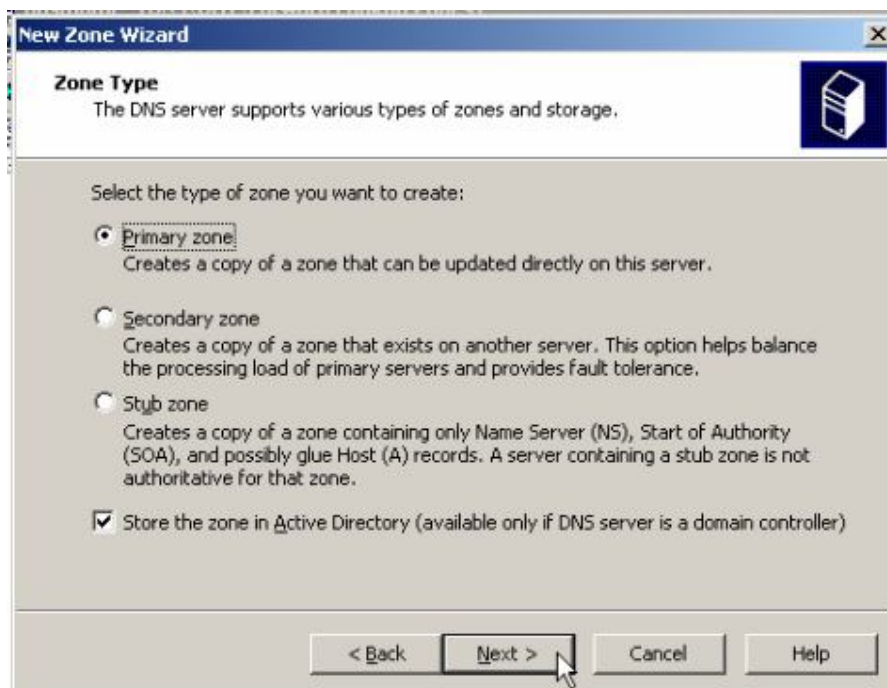 New Zone Wizard
Zone Type
The DNS server supports various types of zones and storage.
Select the type of zone you want to create:
Primary zone
Creates a copy of a zone that can be updated directly on this server.
Secondary zone
Creates a copy of a zone that exists on another server. This option helps balance
the processing load of primary servers and provides fault tolerance.
Stub zone
Creates a copy of a zone containing only Name Server (NS), Start of Authority
(SOA), and possibly glue Host (A) records. A server containing a stub zone is not
authoritative for that zone.
Store the zone in Active Directory (available only if DNS server is a domain controller)
< Back Next > Cancel Help